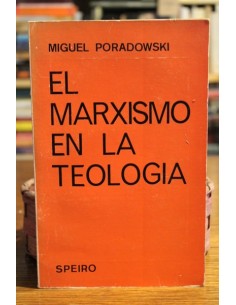 MIGUEL PORADOWSKI
EL
MARXISMO
EN LA
TEOLOGIA
SPEIRO